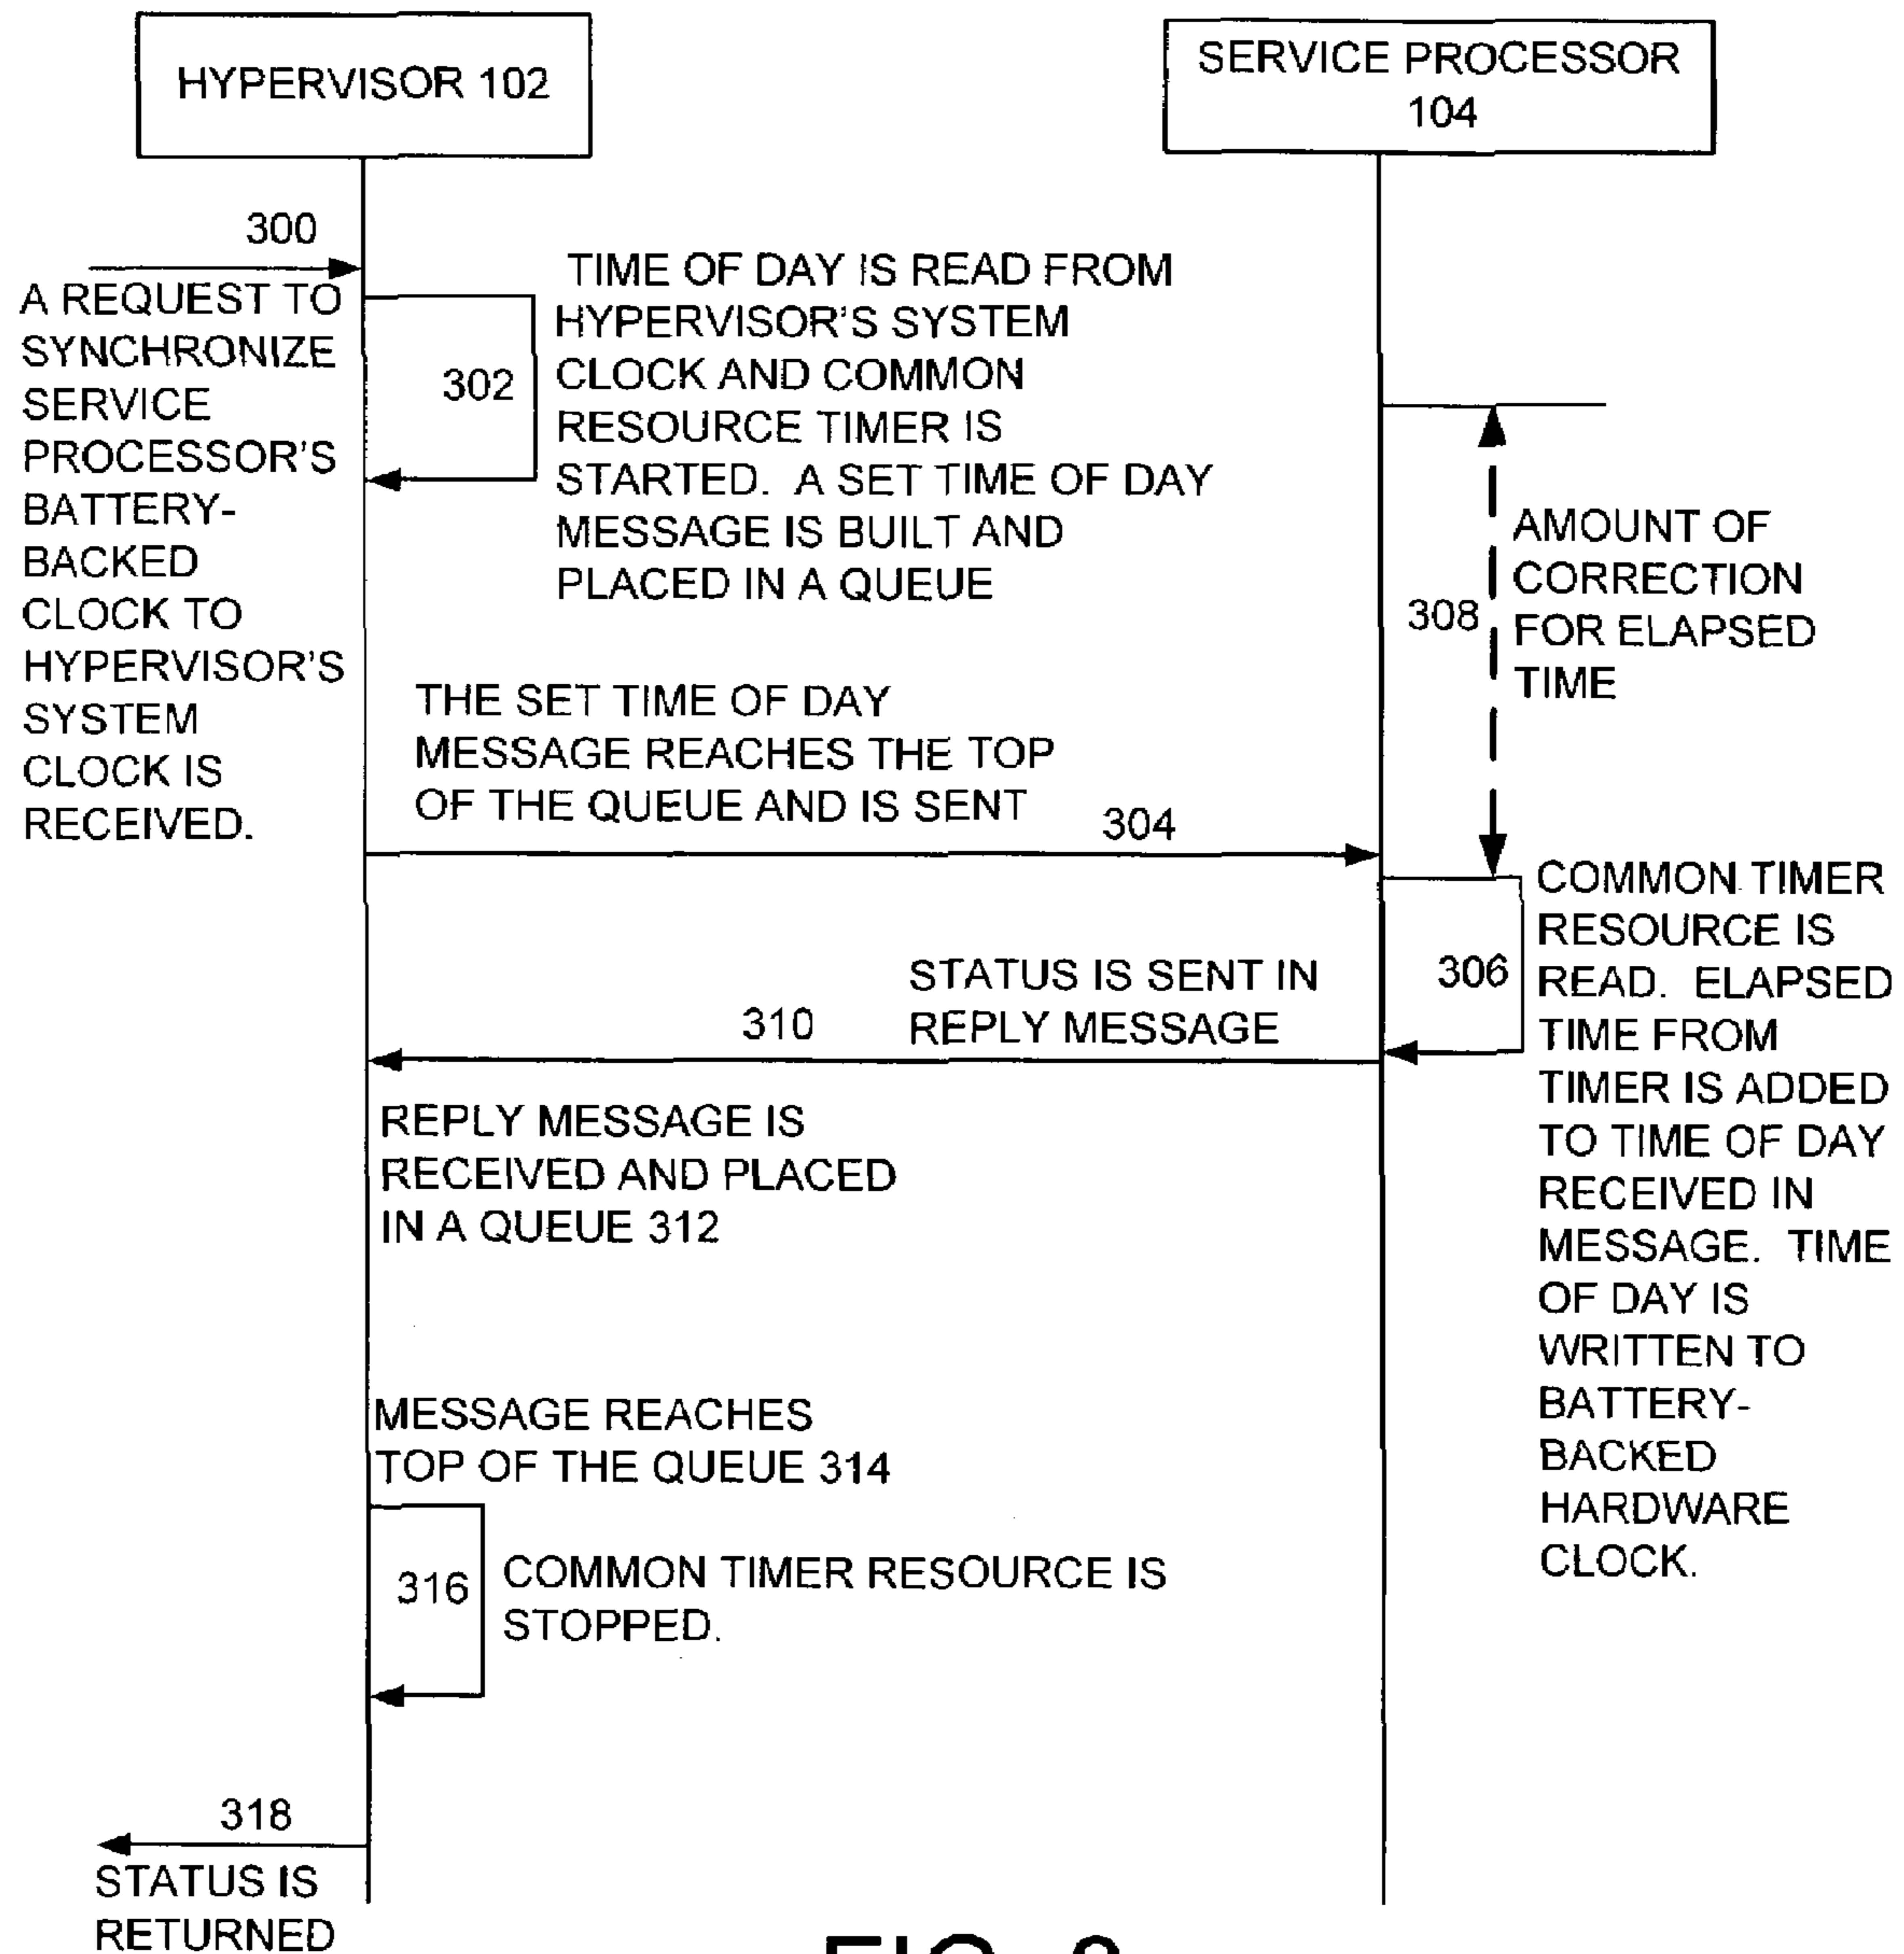 HYPERVISOR 102
SERVICE PROCESSOR
104
300
A REQUEST TO
SYNCHRONIZE
SERVICE
PROCESSOR'S
BATTERY-
BACKED
CLOCK TO
HYPERVISOR'S
SYSTEM
CLOCK IS
RECEIVED.
302
TIME OF DAY IS READ FROM
HYPERVISOR'S SYSTEM
CLOCK AND COMMON
RESOURCE TIMER IS
STARTED. A SET TIME OF DAY
MESSAGE IS BUILT AND
PLACED IN A QUEUE
308
AMOUNT OF
CORRECTION
FOR ELAPSED
TIME
THE SET TIME OF DAY
MESSAGE REACHES THE TOP
OF THE QUEUE AND IS SENT
304
306
COMMON TIMER
RESOURCE IS
READ. ELAPSED
TIME FROM
TIMER IS ADDED
TO TIME OF DAY
RECEIVED IN
MESSAGE. TIME
OF DAY IS
WRITTEN TO
BATTERY-
BACKED
HARDWARE
CLOCK.
STATUS IS SENT IN
REPLY MESSAGE
310
REPLY MESSAGE IS
RECEIVED AND PLACED
IN A QUEUE 312
MESSAGE REACHES
TOP OF THE QUEUE 314
316
COMMON TIMER RESOURCE IS
STOPPED.
318
STATUS IS
RETURNED
FIG.